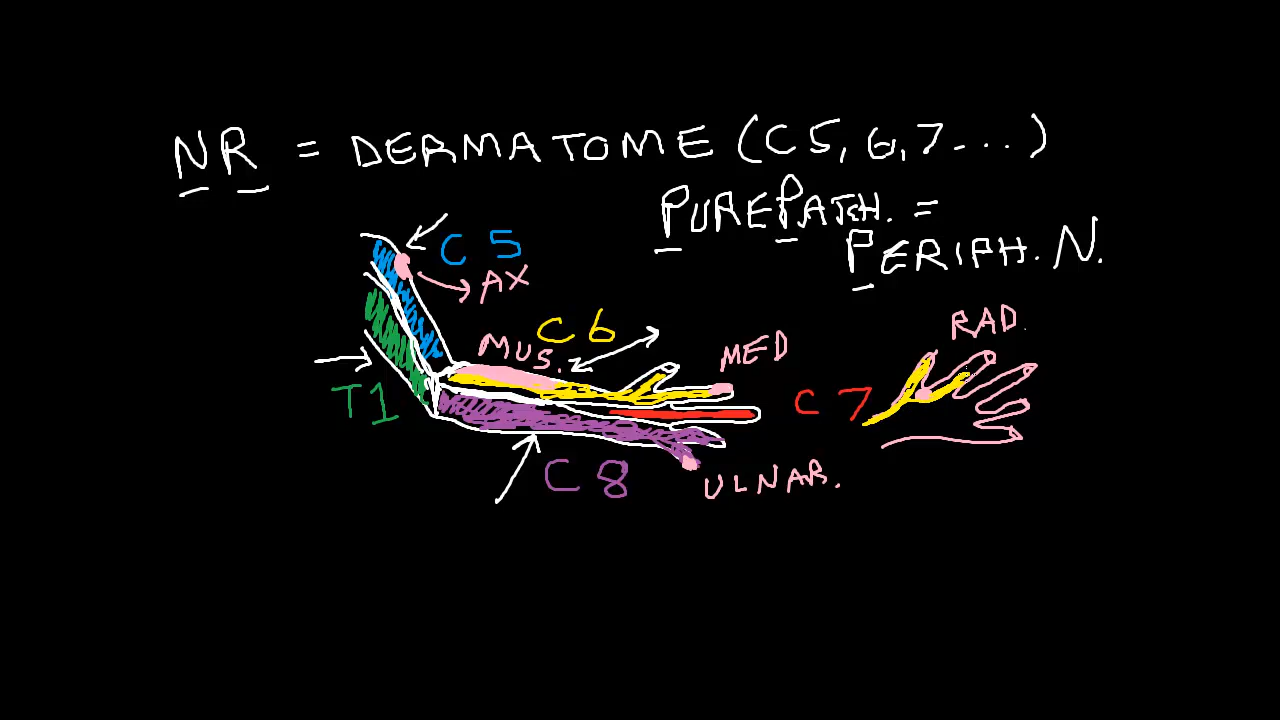 NR = DERMATOME (C5, 6, 7 - ...)
PUREPATH. =
PERIPH. N.
C 5
AX
C 6
MUS.
MED
RAD.
T1
C 7
C 8
ULNAR.